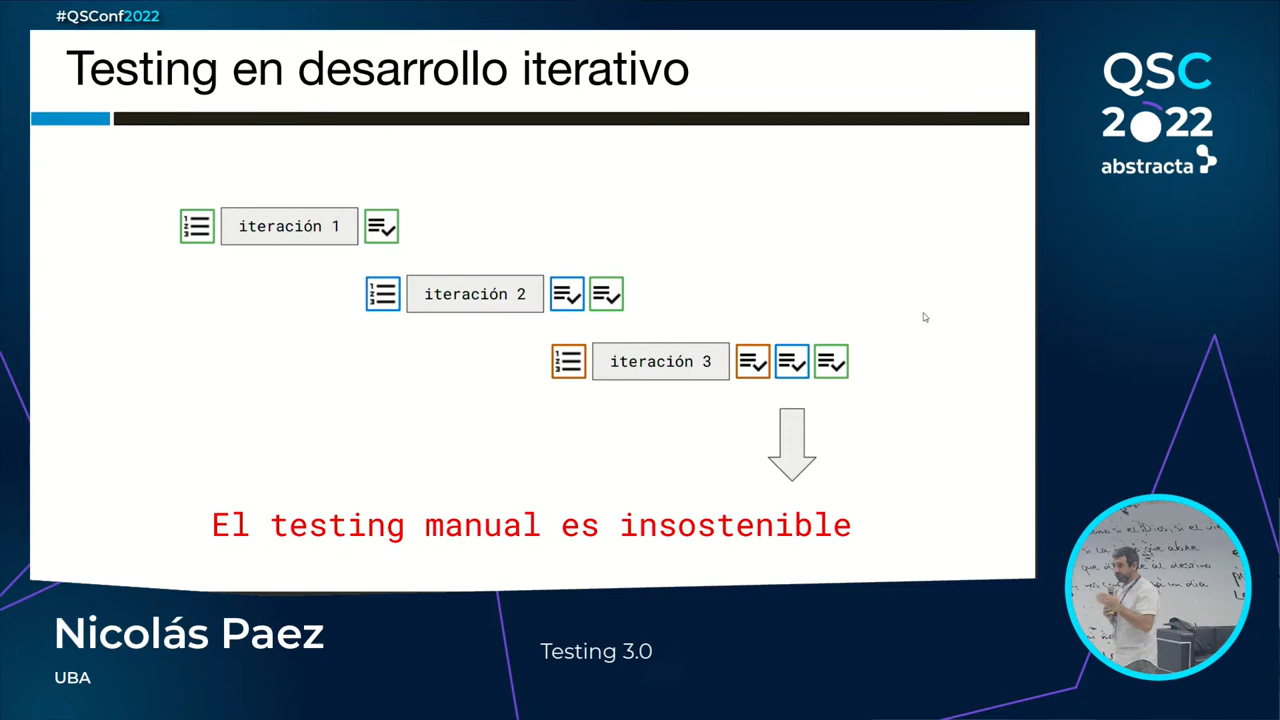 #QSConf2022
Testing en desarrollo iterativo
QSC
2022
abstracta
iteración 1
iteración 2
iteración 3
El testing manual es insostenible
Nicolás Paez
UBA
Testing 3.0